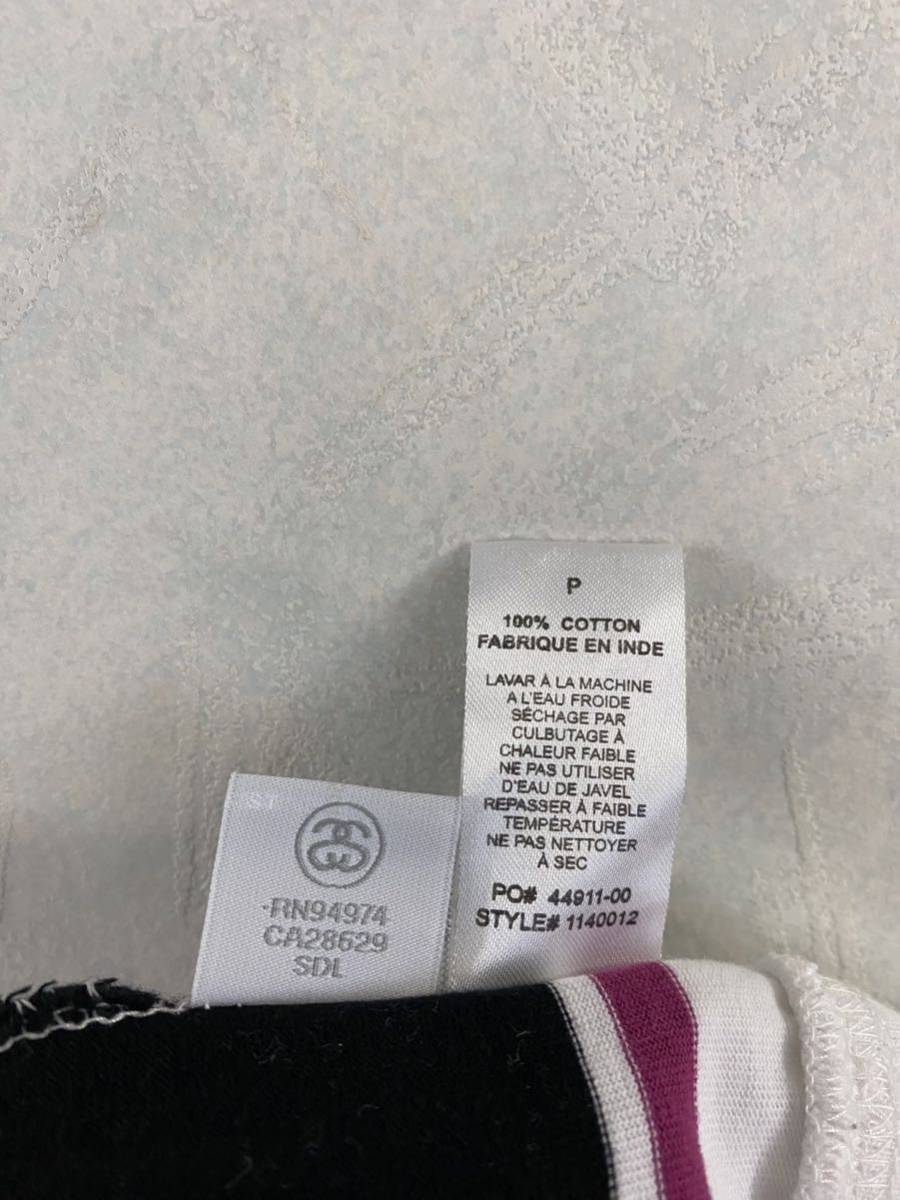 P
100% COTTON
FABRIQUE EN INDE
LAVAR À LA MACHINE
A L'EAU FROIDE
SÉCHAGE PAR
CULBUTAGE À
CHALEUR FAIBLE
NE PAS UTILISER
D'EAU DE JAVEL
REPASSER À FAIBLE
TEMPÉRATURE
NE PAS NETTOYER
À SEC
PO# 44911-00
STYLE# 1140012
RN94974
CA28629
SDL